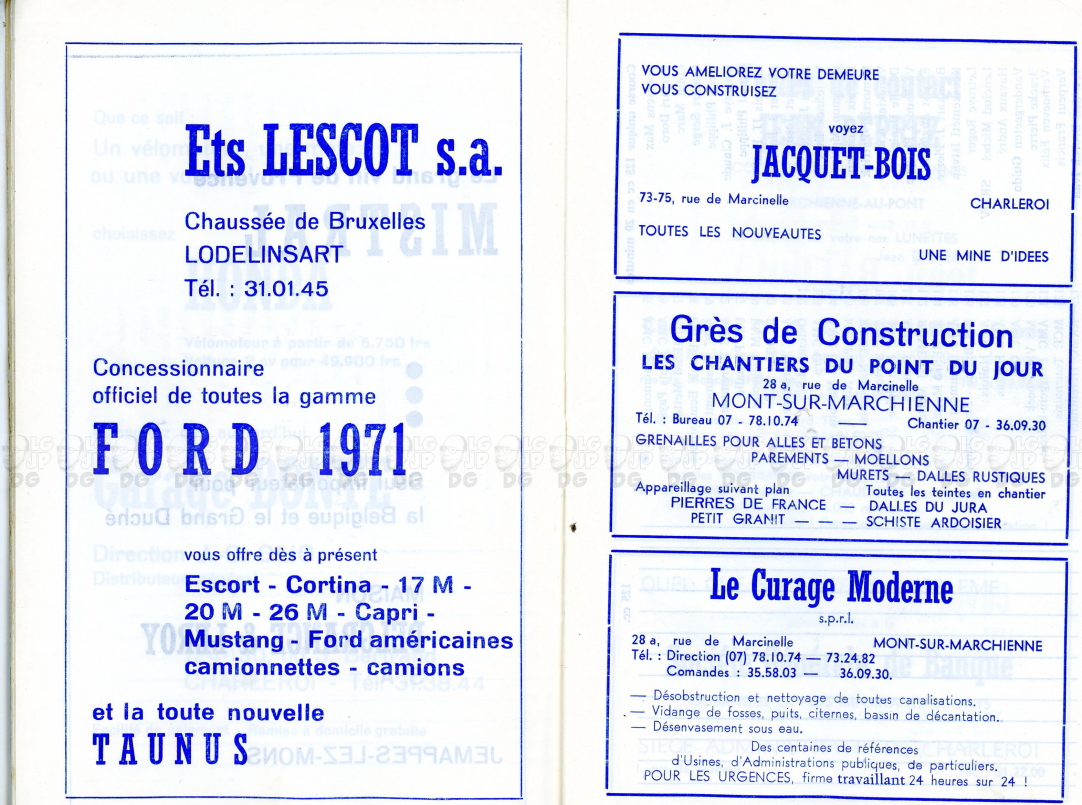 Ets LESCOT s.a.
Chaussée de Bruxelles
LODELINSART
Tél. : 31.01.45
Concessionnaire
officiel de toutes la gamme
FORD 1971
vous offre dès à présent
Escort - Cortina - 17 M -
20 M - 26 M - Capri -
Mustang - Ford américaines
camionnettes - camions
et la toute nouvelle
TAUNUS
VOUS AMELIOREZ VOTRE DEMEURE
VOUS CONSTRUISEZ
voyez
JACQUET-BOIS
73-75, rue de Marcinelle CHARLEROI
TOUTES LES NOUVEAUTES
UNE MINE D'IDEES
Grès de Construction
LES CHANTIERS DU POINT DU JOUR
28 a, rue de Marcinelle
MONT-SUR-MARCHIENNE
Tél. : Bureau 07 - 78.10.74 —— Chantier 07 - 36.09.30
GRENAILLES POUR ALLES ET BETONS
PAREMENTS — MOELLONS
MURETS — DALLES RUSTIQUES
Appareillage suivant plan Toutes les teintes en chantier
PIERRES DE FRANCE — DALLES DU JURA
PETIT GRANIT — — — SCHISTE ARDOISIER
Le Curage Moderne
s.p.r.l.
28 a, rue de Marcinelle MONT-SUR-MARCHIENNE
Tél. : Direction (07) 78.10.74 — 73.24.82
Comandes : 35.58.03 — 36.09.30.
— Désobstruction et nettoyage de toutes canalisations.
— Vidange de fosses, puits, citernes, bassin de décantation.
— Désenvasement sous eau.
Des centaines de références
d'Usines, d'Administrations publiques, de particuliers.
POUR LES URGENCES, firme travaillant 24 heures sur 24 !